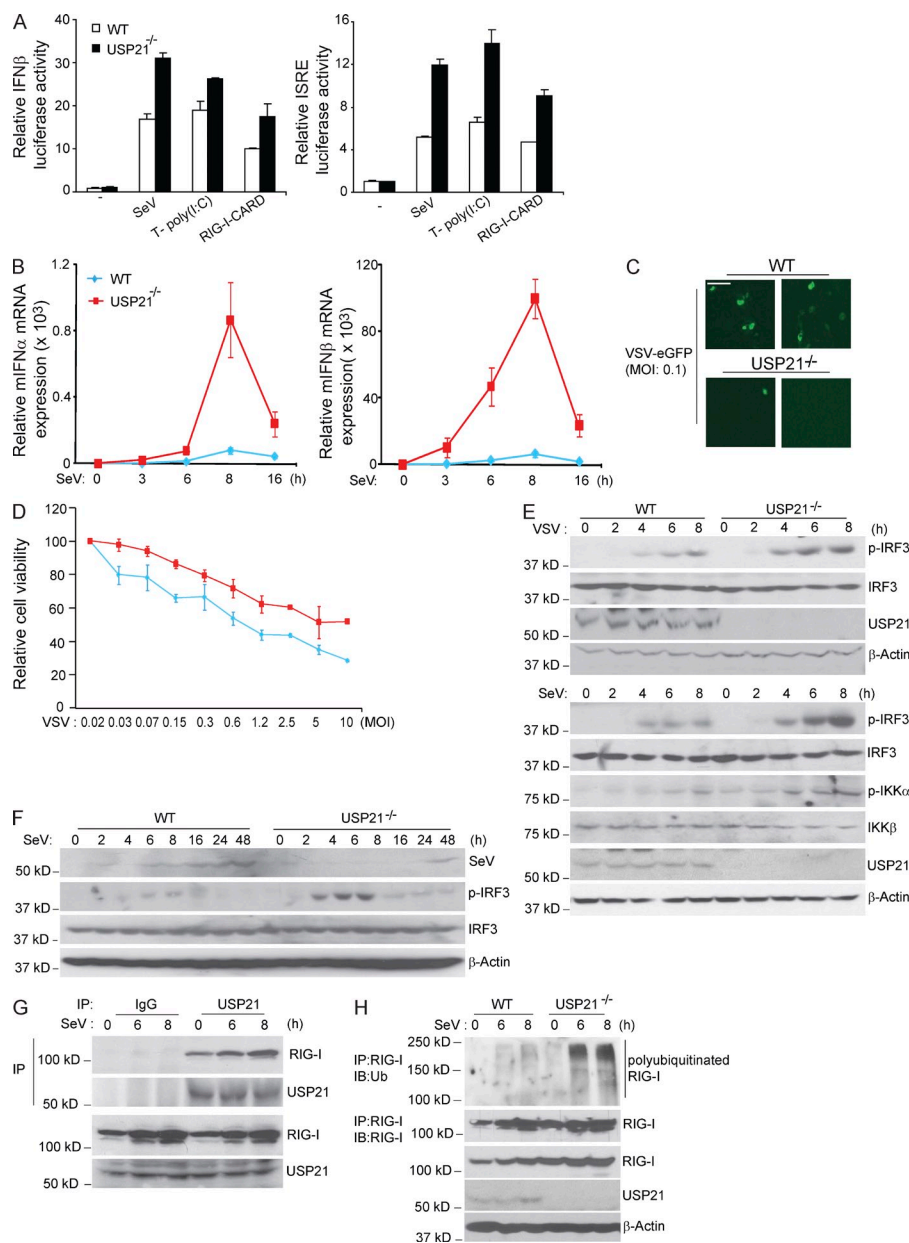 A
WT
USP21-/-
Relative IFNβ
luciferase activity
40
30
20
10
0
- SeV T- poly(I:C) RIG-I-CARD
Relative ISRE
luciferase activity
16
12
8
4
0
- SeV T- poly(I:C) RIG-I-CARD
B
WT
USP21-/-
Relative mIFNα mRNA
expression (x 10³)
1.2
0.8
0.4
0
SeV: 0 3 6 8 16 (h)
Relative mIFNβ mRNA
expression( x 10³)
120
80
60
40
20
0
SeV: 0 3 6 8 16 (h)
C
WT
VSV-eGFP
(MOI: 0.1)
USP21-/-
D
Relative cell viability
120
100
80
60
40
20
0
VSV : 0.02 0.03 0.07 0.15 0.3 0.6 1.2 2.5 5 10 (MOI)
E
WT USP21-/-
VSV : 0 2 4 6 8 0 2 4 6 8 (h)
37 kD p-IRF3
37 kD IRF3
50 kD USP21
37 kD β-Actin
SeV: 0 2 4 6 8 0 2 4 6 8 (h)
37 kD p-IRF3
37 kD IRF3
75 kD p-IKKα
75 kD IKKβ
50 kD USP21
37 kD β-Actin
F
WT USP21-/-
SeV: 0 2 4 6 8 16 24 48 0 2 4 6 8 16 24 48 (h)
50 kD SeV
37 kD p-IRF3
37 kD IRF3
37 kD β-Actin
G
IP: IgG USP21
SeV : 0 6 8 0 6 8 (h)
IP
100 kD RIG-I
50 kD USP21
100 kD RIG-I
50 kD USP21
H
WT USP21-/-
SeV : 0 6 8 0 6 8 (h)
IP:RIG-I
IB:Ub
250 kD
150 kD
100 kD
polyubiquitinated
RIG-I
IP:RIG-I
IB:RIG-I
100 kD RIG-I
100 kD RIG-I
50 kD USP21
37 kD β-Actin